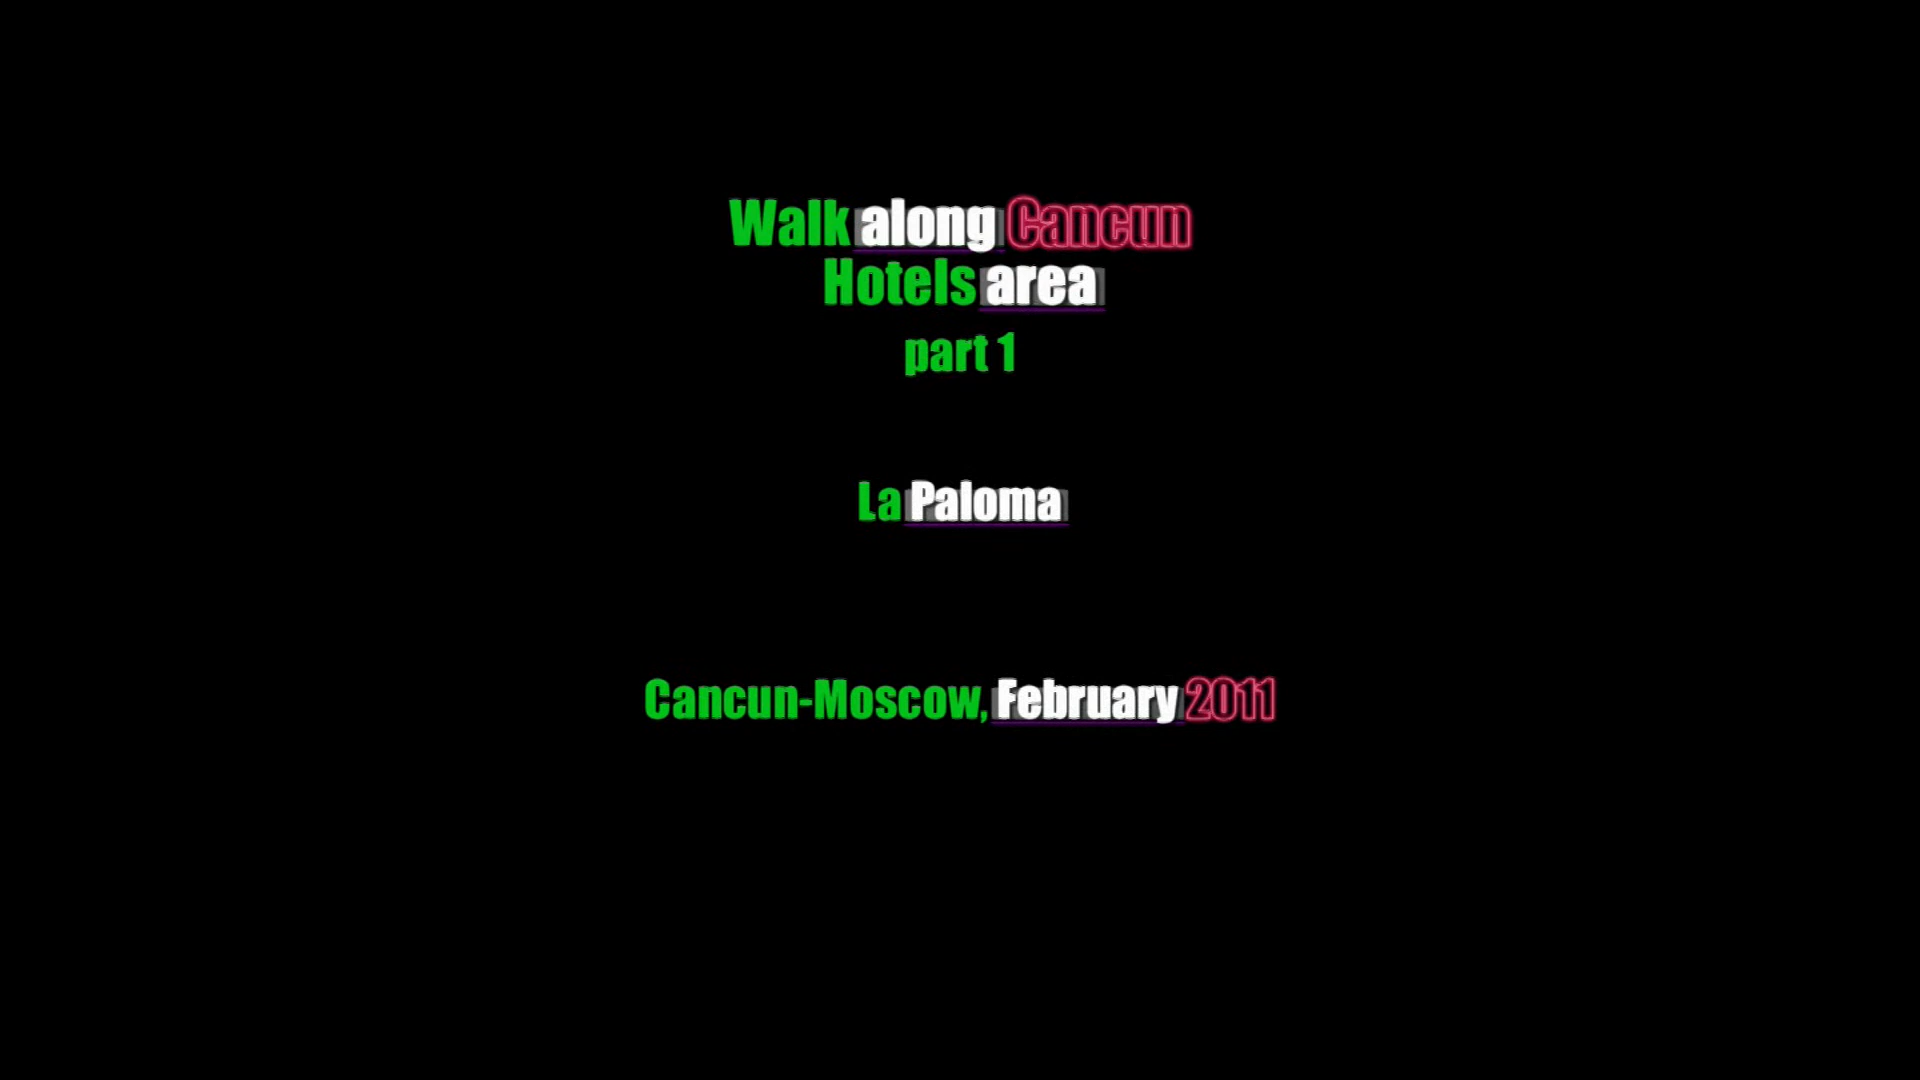 Walk along Cancun
Hotels area
part 1
La Paloma
Cancun-Moscow, February 2011